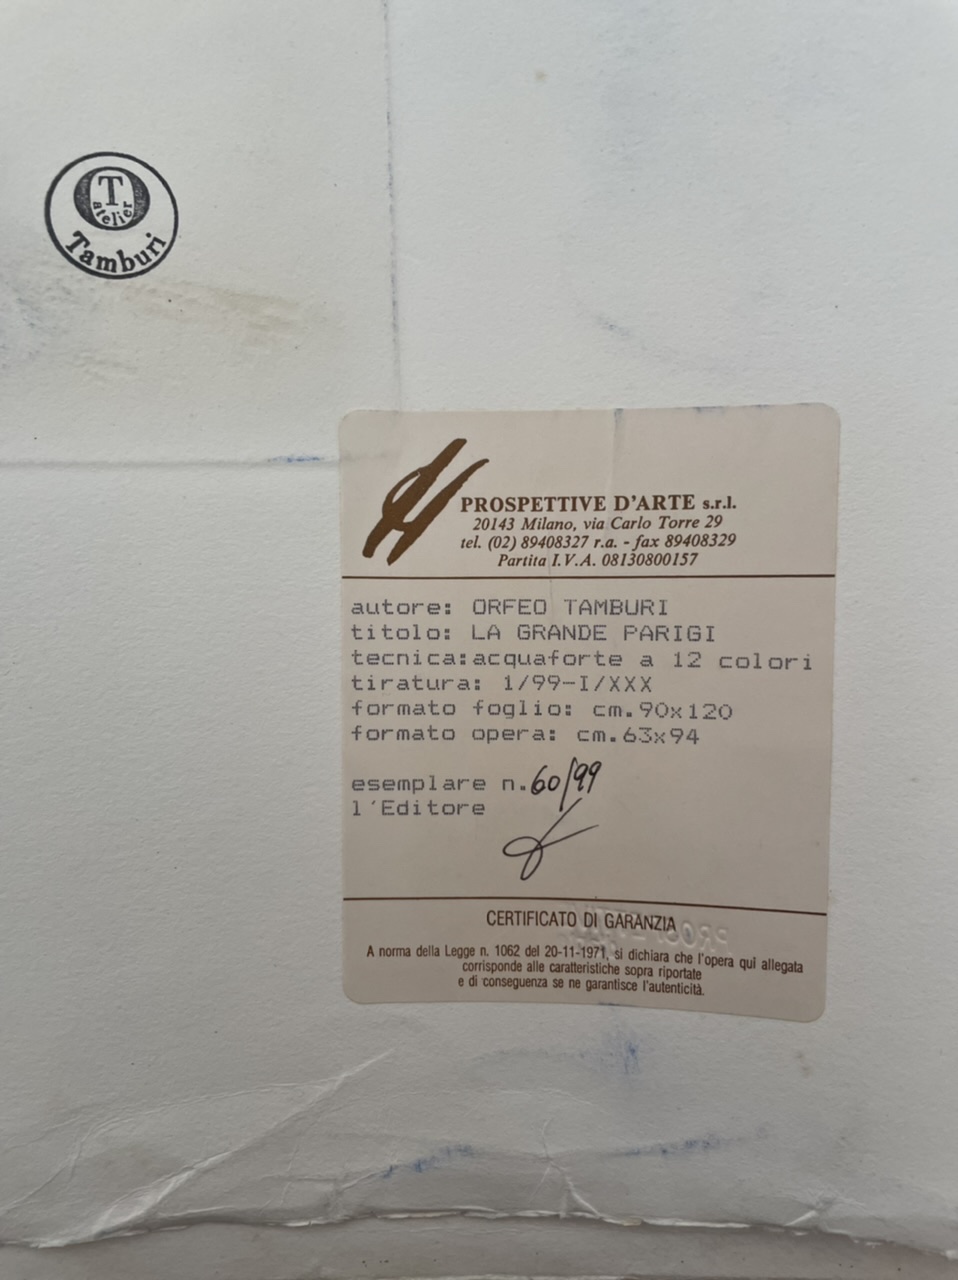 T
atelier
Tamburi
PROSPETTIVE D'ARTE s.r.l.
20143 Milano, via Carlo Torre 29
tel. (02) 89408327 r.a. - fax 89408329
Partita I.V.A. 08130800157
autore: ORFEO TAMBURI
titolo: LA GRANDE PARIGI
tecnica:acquaforte a 12 colori
tiratura: 1/99-I/XXX
formato foglio: cm.90x120
formato opera: cm.63x94
esemplare n.60/99
l'Editore
CERTIFICATO DI GARANZIA
A norma della Legge n. 1062 del 20-11-1971, si dichiara che l'opera qui allegata
corrisponde alle caratteristiche sopra riportate
e di conseguenza se ne garantisce l'autenticità.